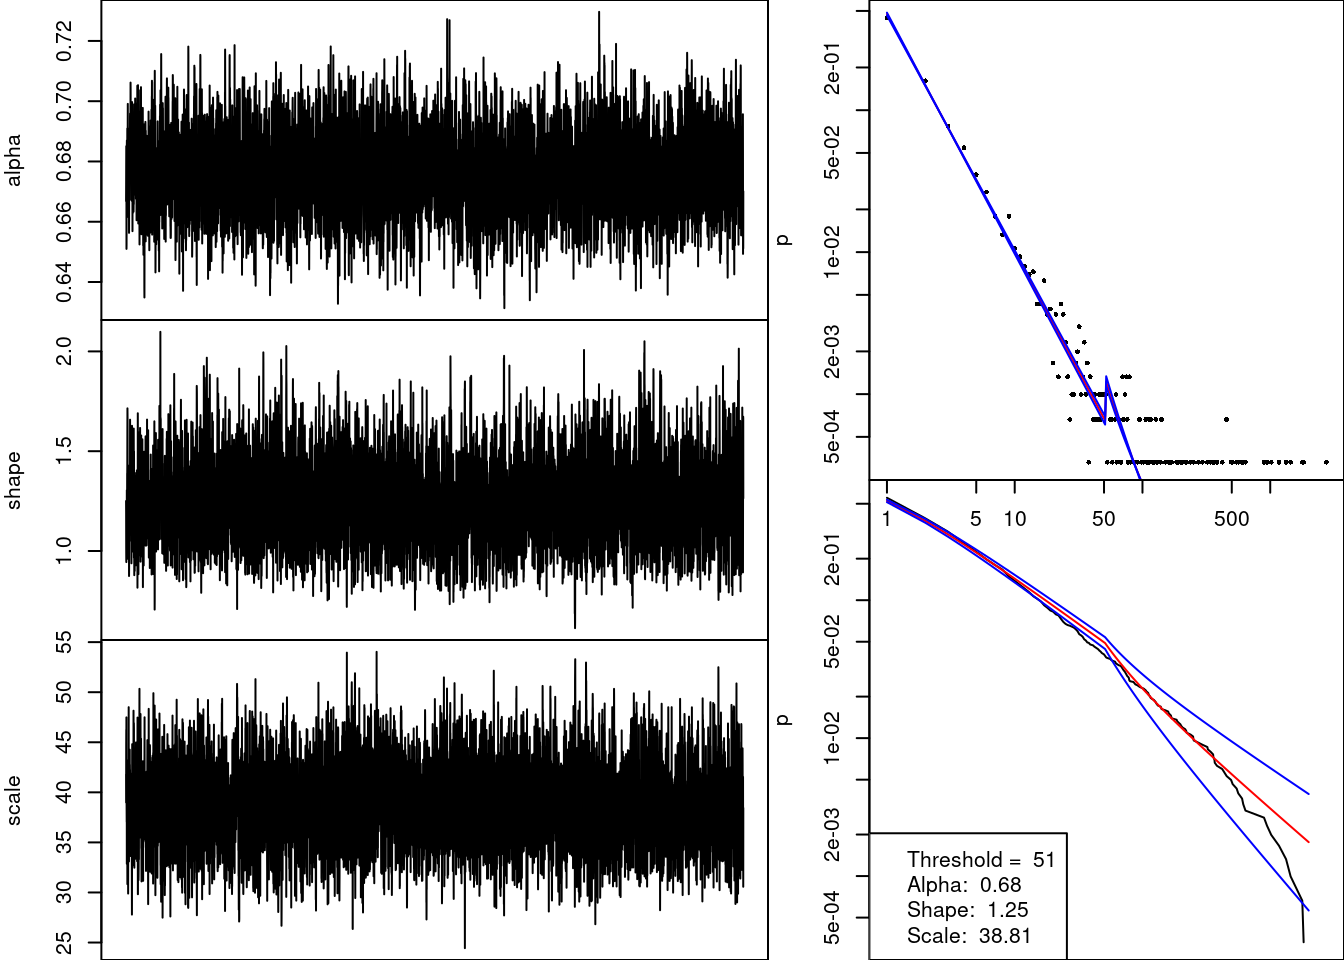 alpha
0.72
0.70
0.68
0.66
0.64
shape
2.0
1.5
1.0
scale
55
50
45
40
35
30
25
p
2e-01
5e-02
1e-02
2e-03
5e-04
1 5 10 50 500
p
2e-01
5e-02
1e-02
2e-03
5e-04
Threshold = 51
Alpha: 0.68
Shape: 1.25
Scale: 38.81